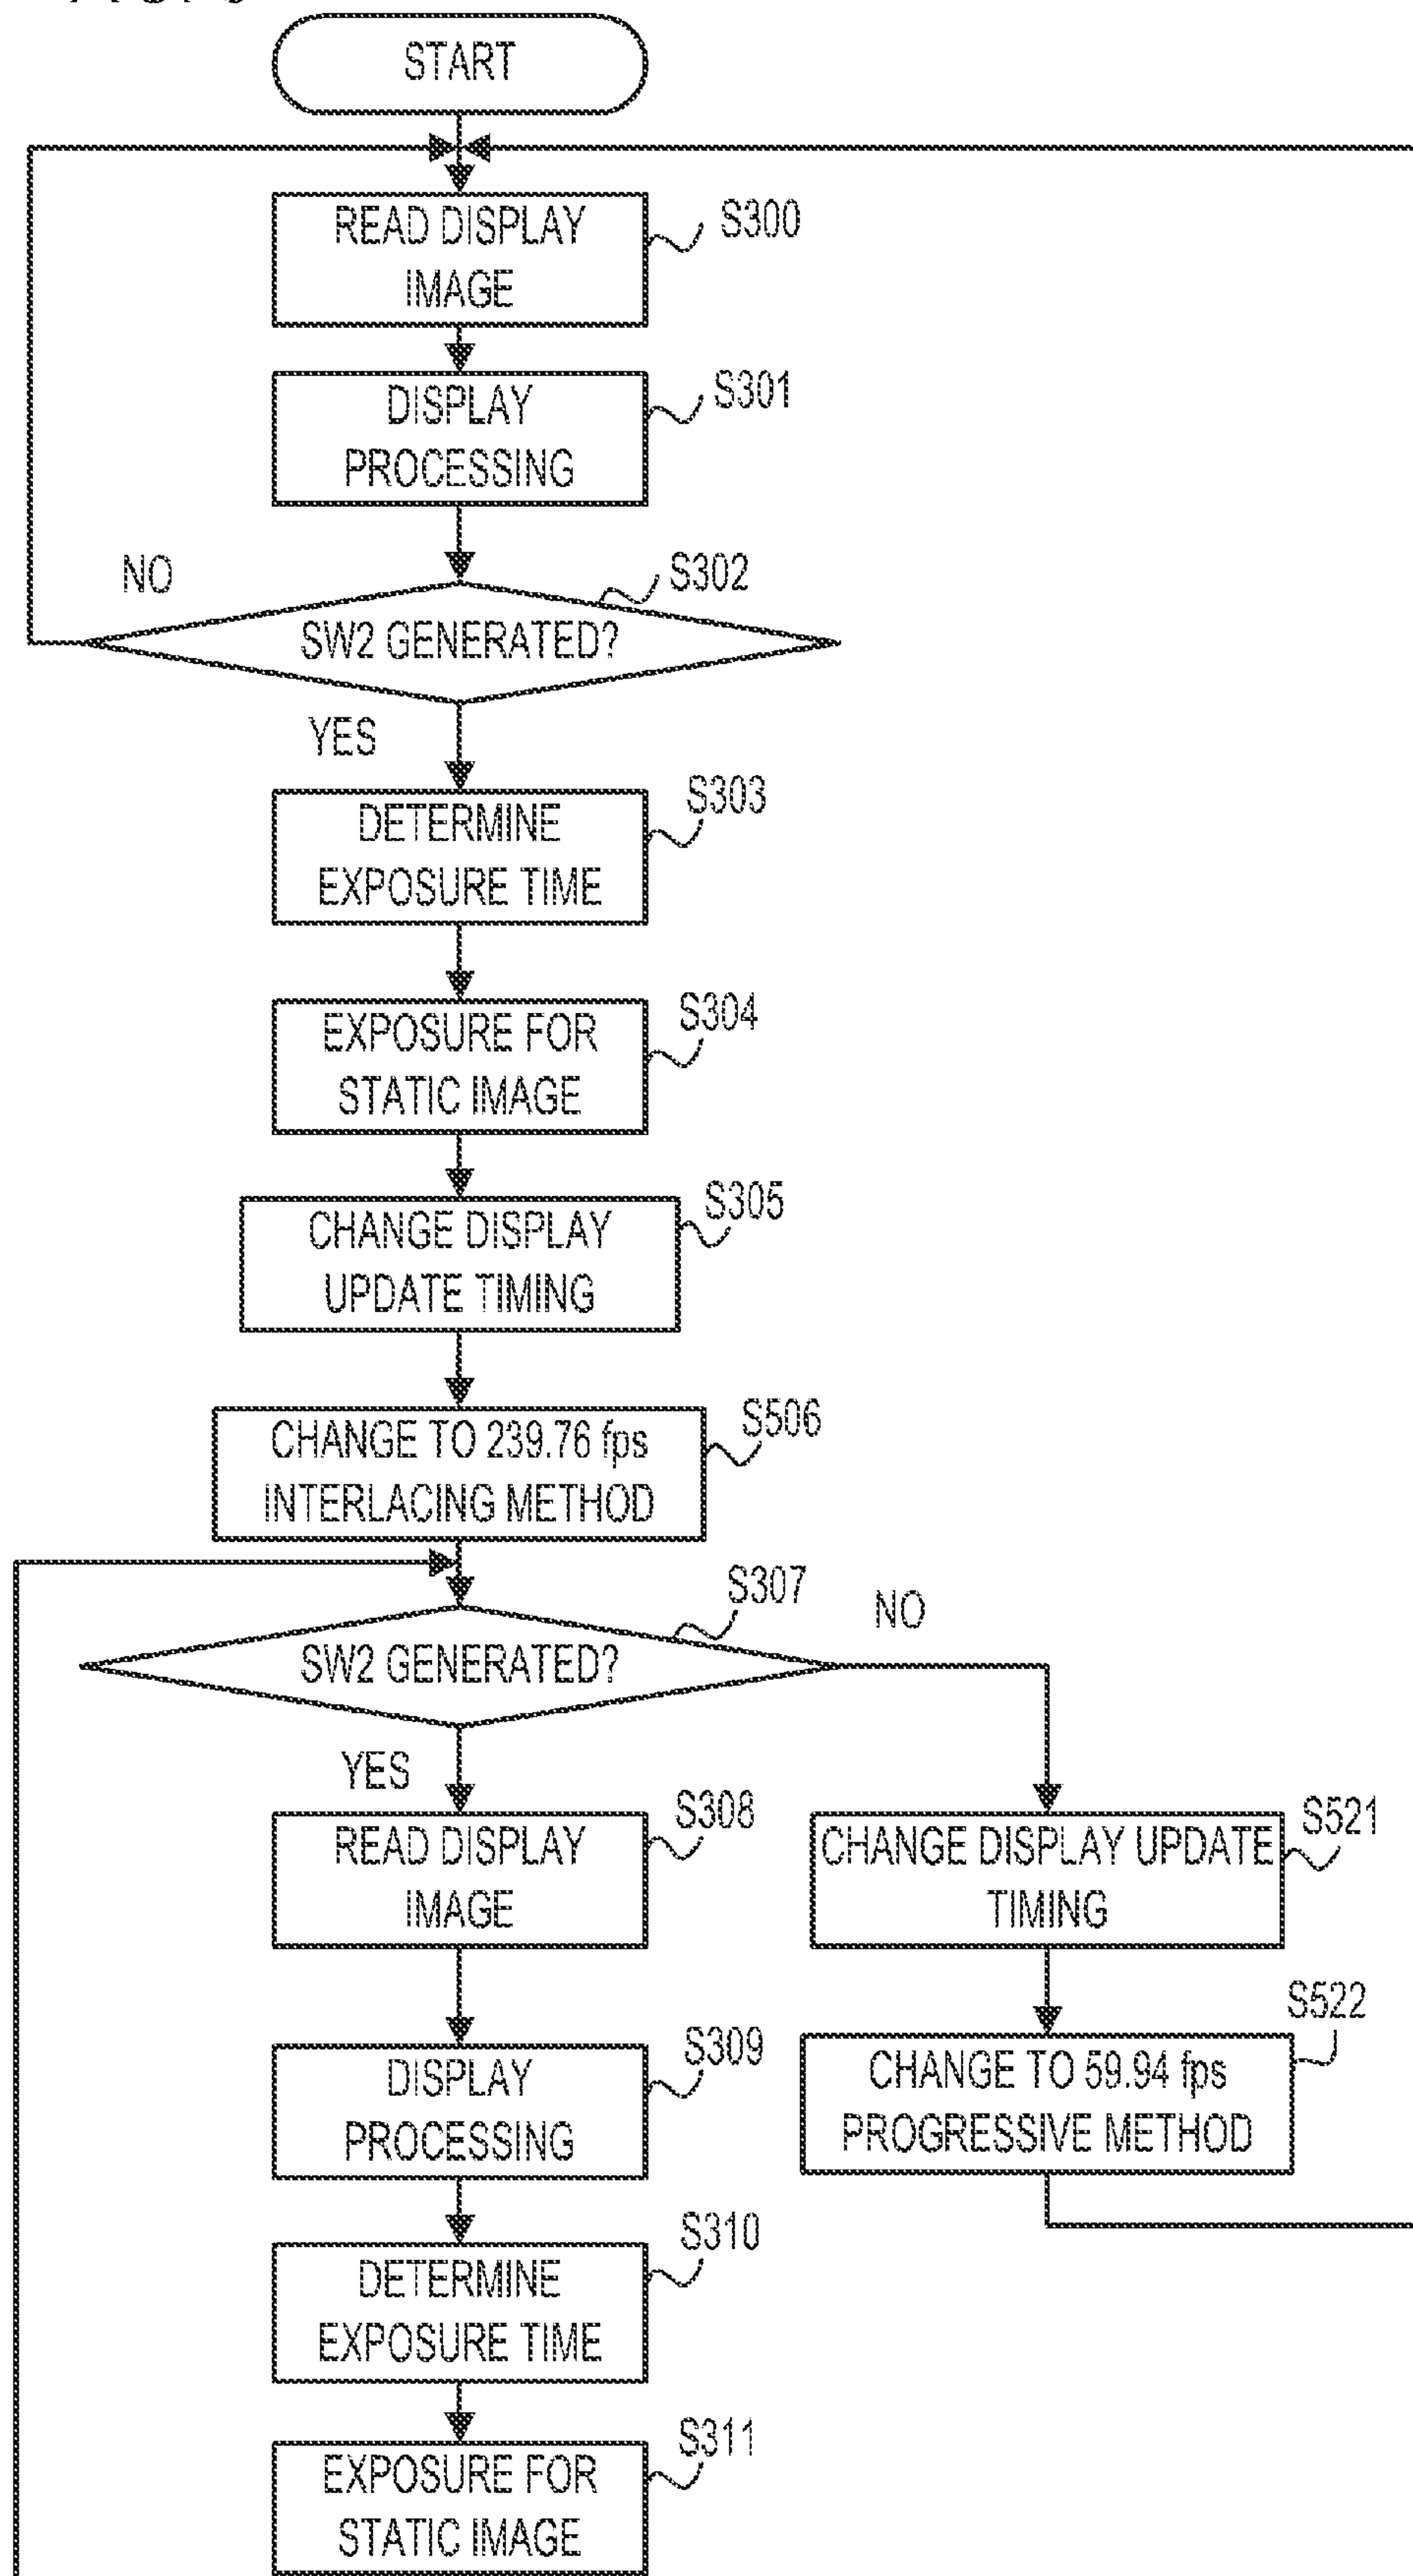 START
READ DISPLAY
IMAGE
S300
DISPLAY
PROCESSING
S301
NO
S302
SW2 GENERATED?
YES
S303
DETERMINE
EXPOSURE TIME
S304
EXPOSURE FOR
STATIC IMAGE
S305
CHANGE DISPLAY
UPDATE TIMING
S506
CHANGE TO 239.76 fps
INTERLACING METHOD
S307
NO
SW2 GENERATED?
YES
S308
READ DISPLAY
IMAGE
S521
CHANGE DISPLAY UPDATE
TIMING
S309
DISPLAY
PROCESSING
S522
CHANGE TO 59.94 fps
PROGRESSIVE METHOD
S310
DETERMINE
EXPOSURE TIME
S311
EXPOSURE FOR
STATIC IMAGE